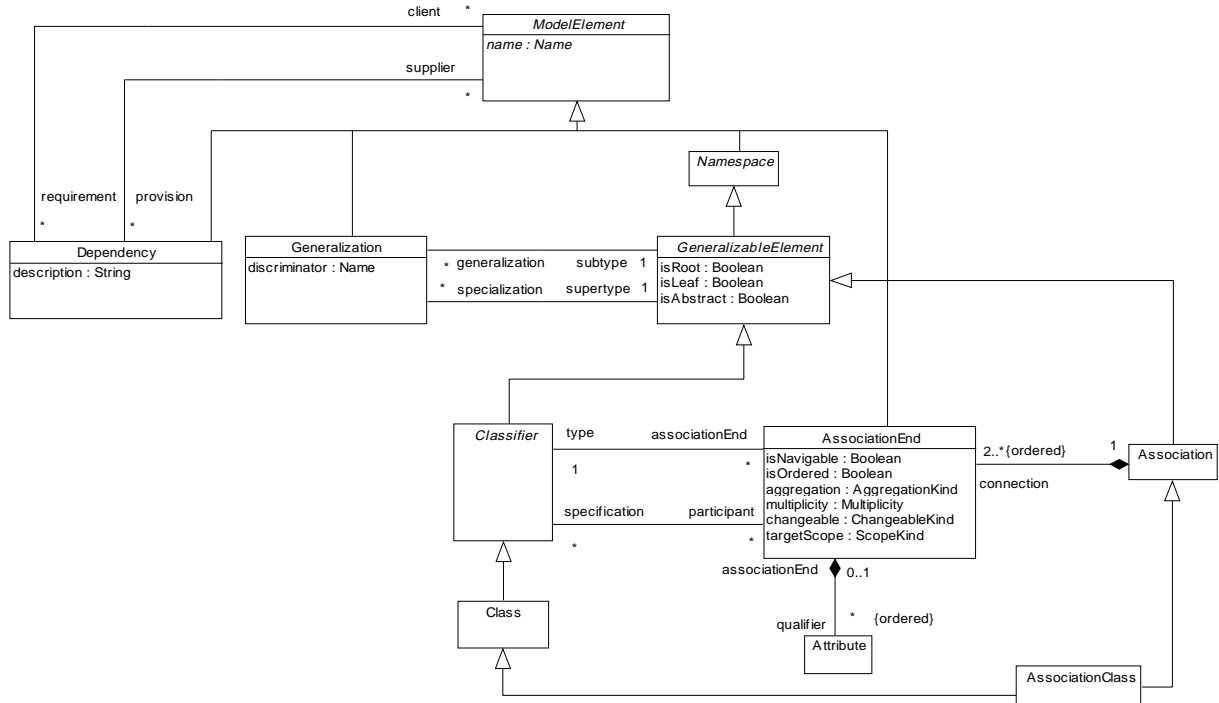 client *
ModelElement
name : Name
supplier
*
Namespace
requirement provision
* *
Dependency
description : String
Generalization
discriminator : Name
* generalization subtype 1
* specialization supertype 1
GeneralizableElement
isRoot : Boolean
isLeaf : Boolean
isAbstract : Boolean
Classifier
type associationEnd
1 *
specification participant
* *
AssociationEnd
isNavigable : Boolean
isOrdered : Boolean
aggregation : AggregationKind
multiplicity : Multiplicity
changeable : ChangeableKind
targetScope : ScopeKind
2..* {ordered} 1
connection
Association
associationEnd 0..1
Class
* {ordered}
qualifier
Attribute
AssociationClass